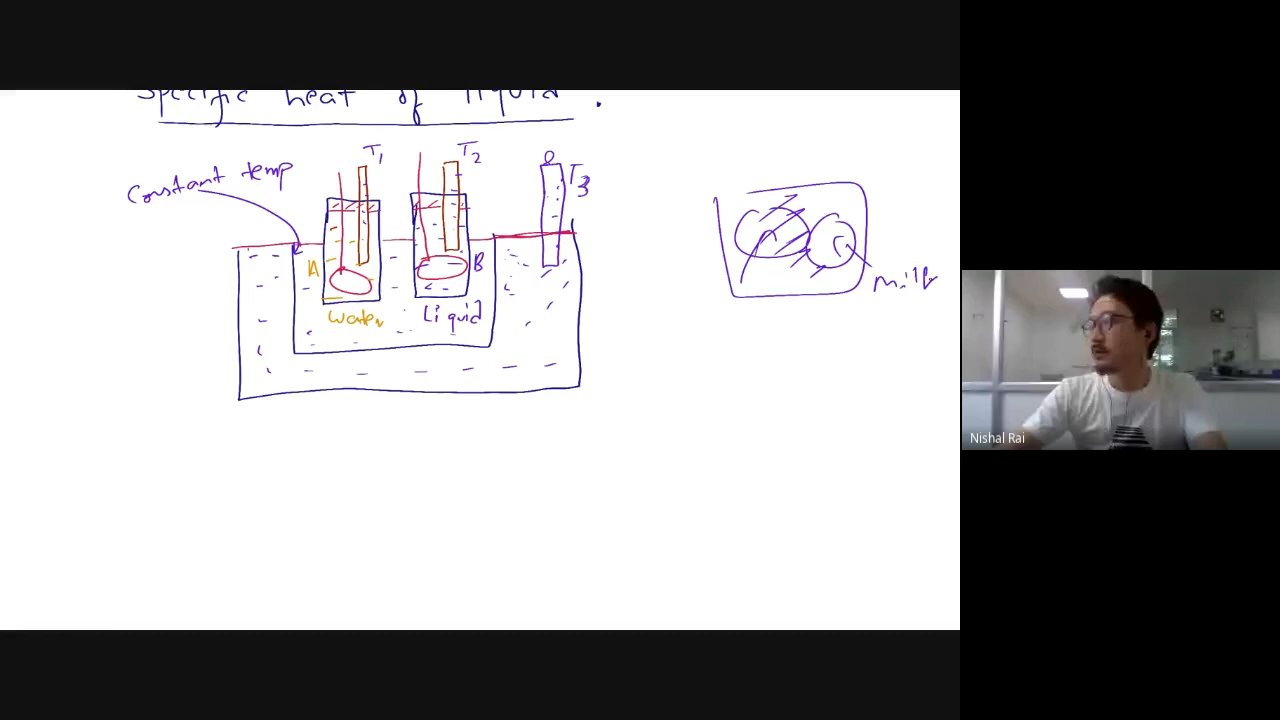 Specific heat of liquid.
Constant temp
T1
T2
T3
A
B
Water
Liquid
milk
Nishal Rai